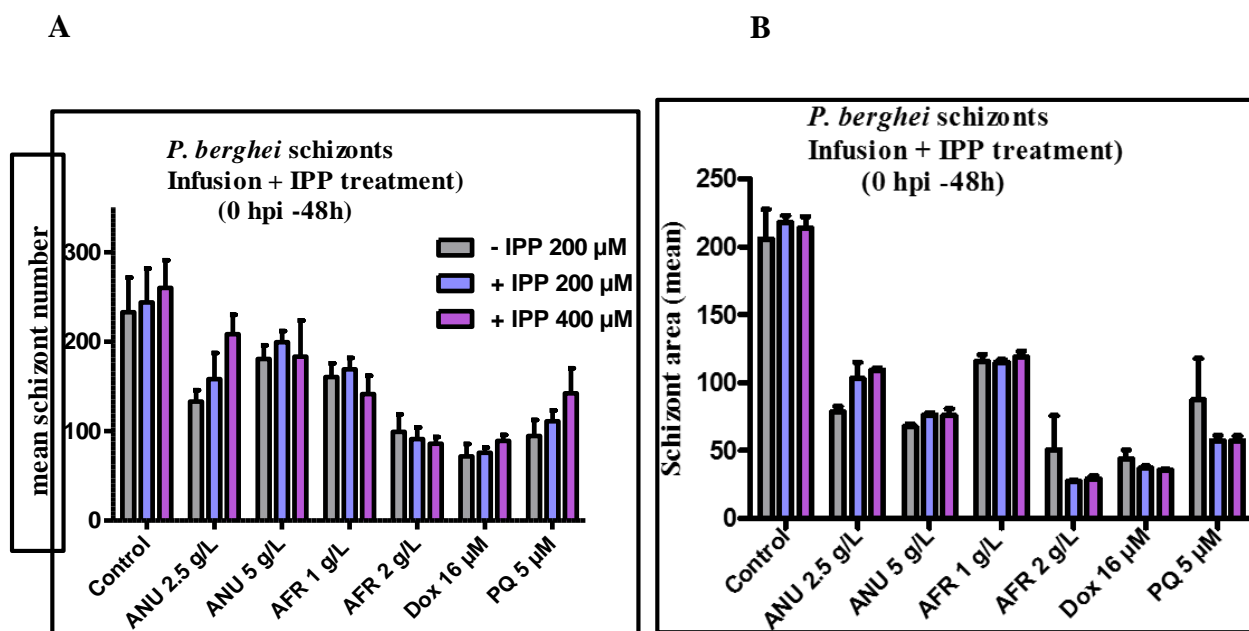 A
P. berghei schizonts
Infusion + IPP treatment)
(0 hpi -48h)
mean schizont number
300
200
100
0
- IPP 200 µM
+ IPP 200 µM
+ IPP 400 µM
Control
ANU 2.5 g/L
ANU 5 g/L
AFR 1 g/L
AFR 2 g/L
Dox 16 µM
PQ 5 µM
B
P. berghei schizonts
Infusion + IPP treatment)
(0 hpi -48h)
Schizont area (mean)
250
200
150
100
50
0
Control
ANU 2.5 g/L
ANU 5 g/L
AFR 1 g/L
AFR 2 g/L
Dox 16 µM
PQ 5 µM